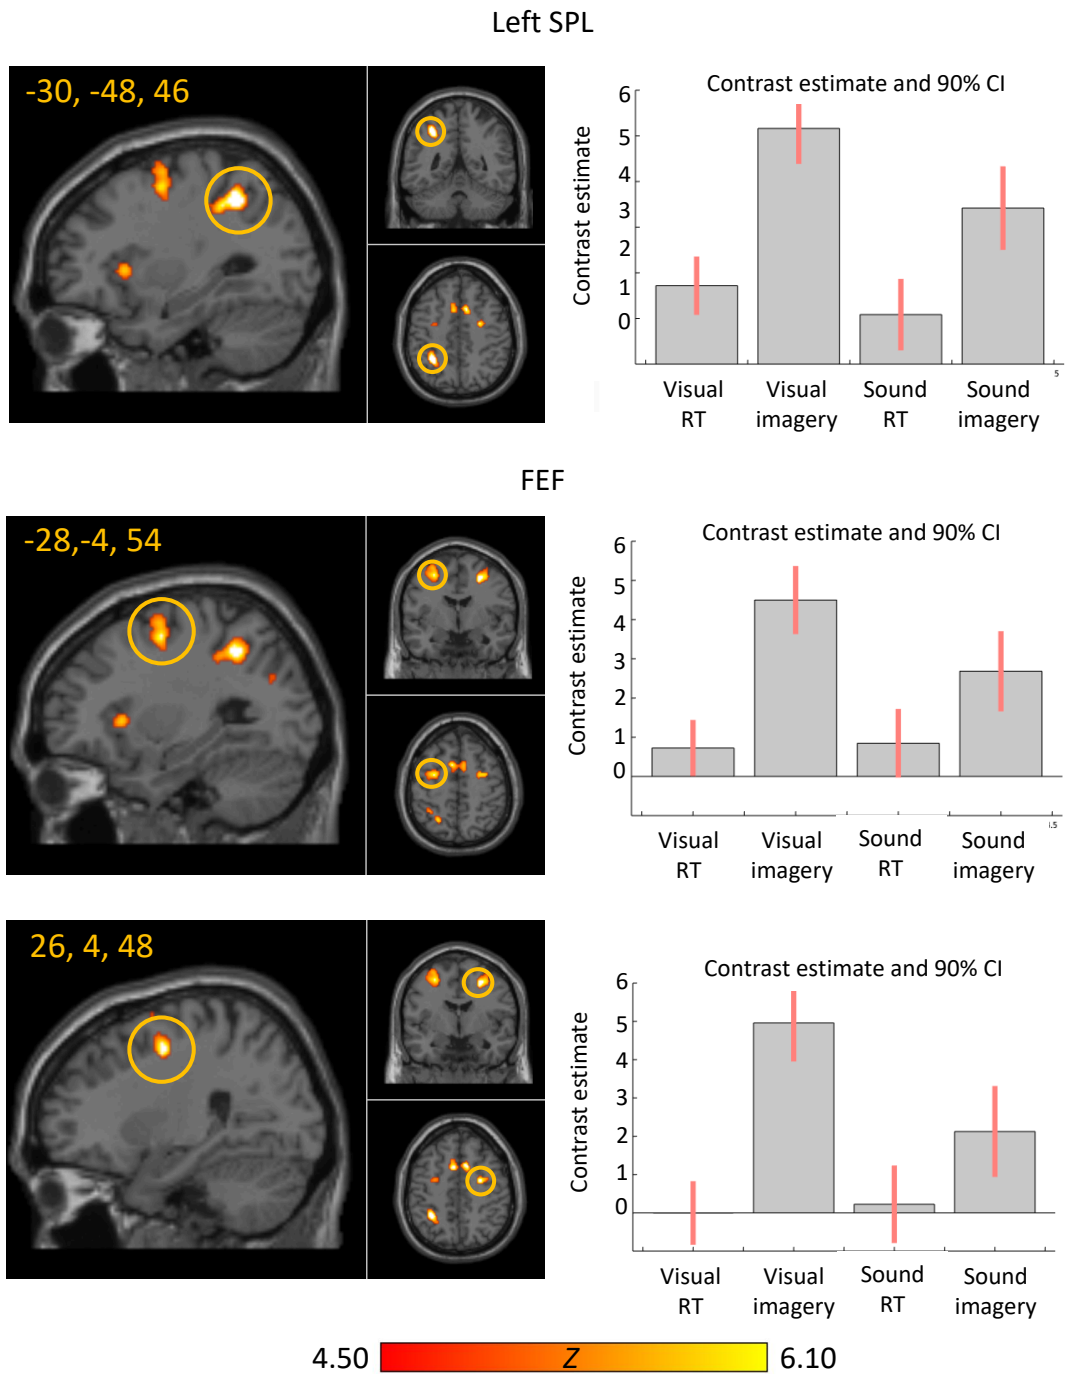 Left SPL
-30, -48, 46
Contrast estimate and 90% CI
Contrast estimate
6
5
4
3
2
1
0
5
Visual RT
Visual imagery
Sound RT
Sound imagery
FEF
-28,-4, 54
Contrast estimate and 90% CI
Contrast estimate
6
5
4
3
2
1
0
Visual RT
Visual imagery
Sound RT
Sound imagery
26, 4, 48
Contrast estimate and 90% CI
Contrast estimate
6
5
4
3
2
1
0
Visual RT
Visual imagery
Sound RT
Sound imagery
4.50
Z
6.10